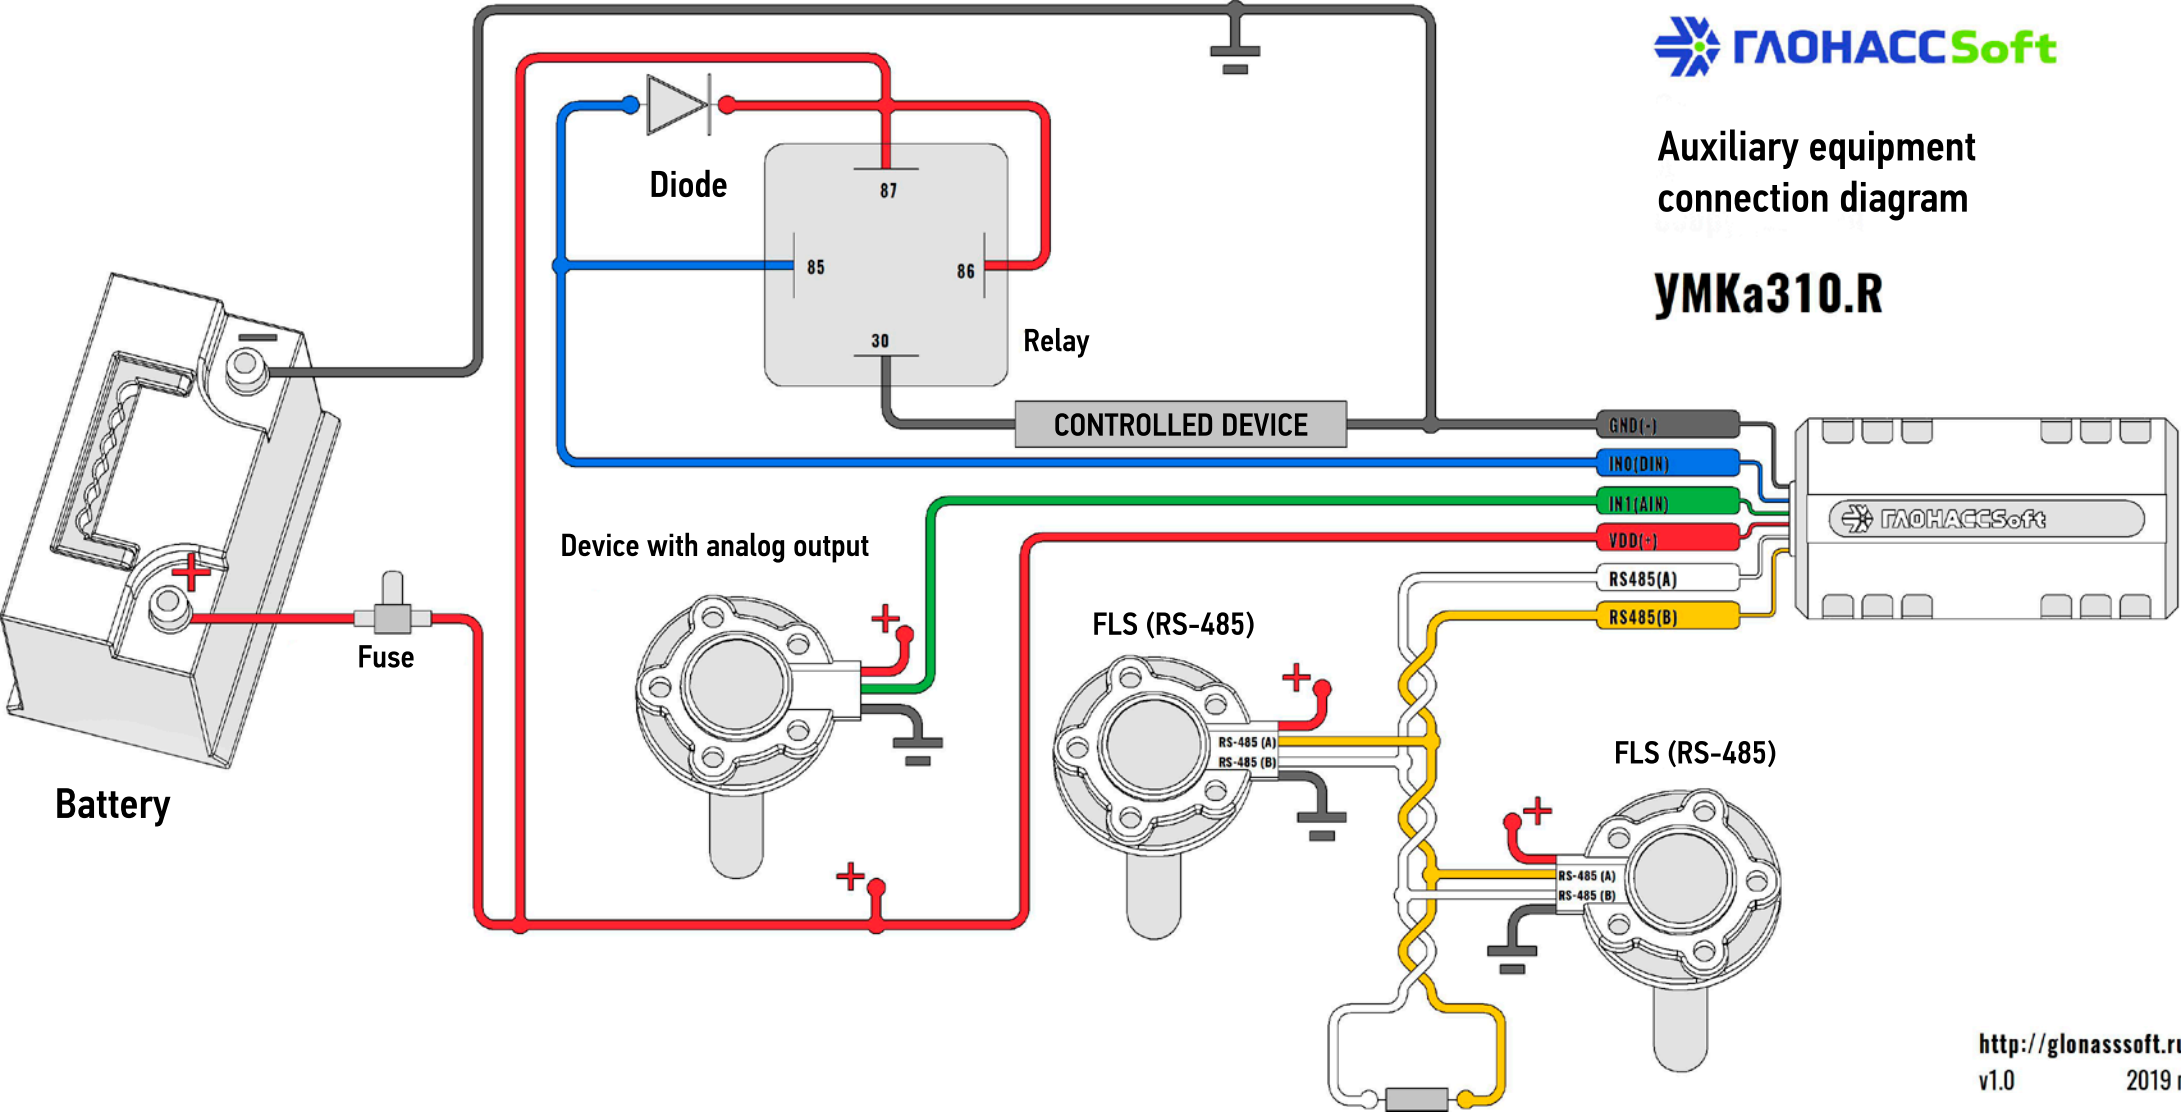 ГЛОНАССSoft
Auxiliary equipment
connection diagram
УМКа310.R
Diode
87
85
86
30
Relay
CONTROLLED DEVICE
GND(-)
IN0(DIN)
IN1(AIN)
VDD(+)
RS485(A)
RS485(B)
ГЛОНАССSoft
Device with analog output
+
FLS (RS-485)
+
RS-485 (A)
RS-485 (B)
FLS (RS-485)
+
RS-485 (A)
RS-485 (B)
−
+
Fuse
Battery
+
http://glonasssoft.ru
v1.0 2019 г